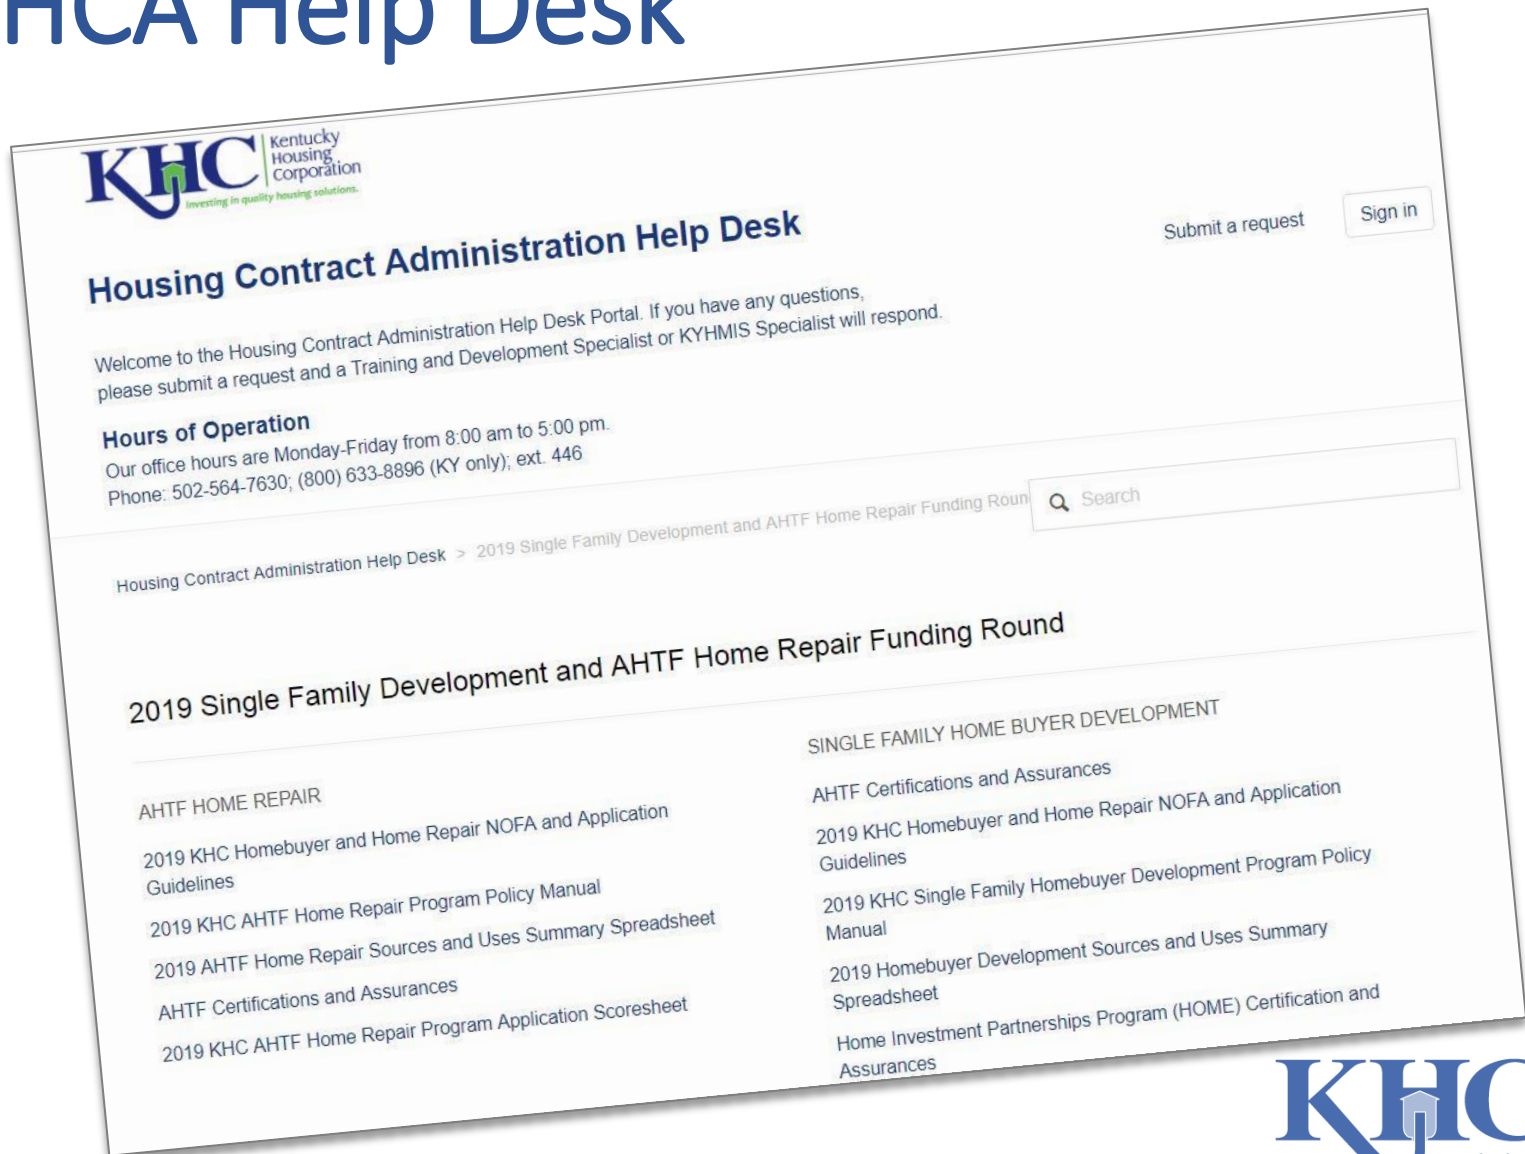 HCA Help Desk
KHC
Kentucky
Housing
Corporation
Investing in quality housing solutions.
Submit a request
Sign in
Housing Contract Administration Help Desk
Welcome to the Housing Contract Administration Help Desk Portal. If you have any questions,
please submit a request and a Training and Development Specialist or KYHMIS Specialist will respond.
Hours of Operation
Our office hours are Monday-Friday from 8:00 am to 5:00 pm.
Phone: 502-564-7630; (800) 633-8896 (KY only); ext. 446
Housing Contract Administration Help Desk > 2019 Single Family Development and AHTF Home Repair Funding Roun
Search
2019 Single Family Development and AHTF Home Repair Funding Round
AHTF HOME REPAIR
2019 KHC Homebuyer and Home Repair NOFA and Application
Guidelines
2019 KHC AHTF Home Repair Program Policy Manual
2019 AHTF Home Repair Sources and Uses Summary Spreadsheet
AHTF Certifications and Assurances
2019 KHC AHTF Home Repair Program Application Scoresheet
SINGLE FAMILY HOME BUYER DEVELOPMENT
AHTF Certifications and Assurances
2019 KHC Homebuyer and Home Repair NOFA and Application
Guidelines
2019 KHC Single Family Homebuyer Development Program Policy
Manual
2019 Homebuyer Development Sources and Uses Summary
Spreadsheet
Home Investment Partnerships Program (HOME) Certification and
Assurances
KHC